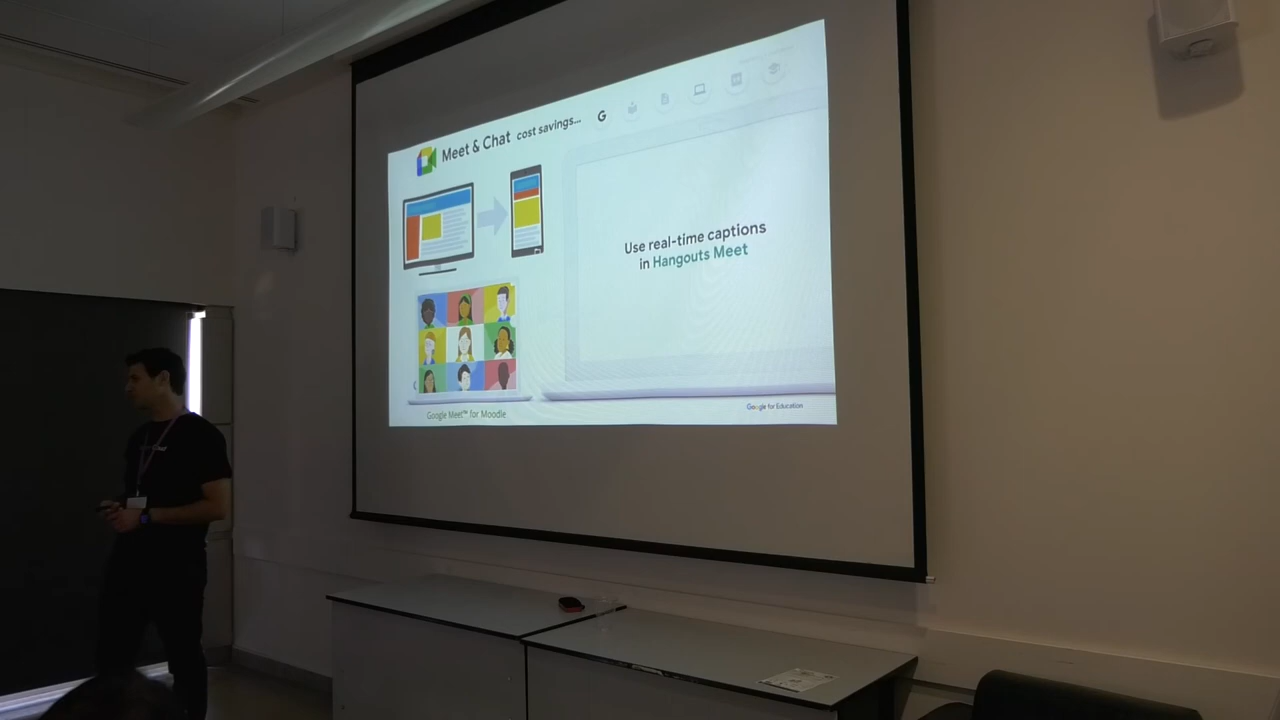 Meet & Chat cost savings...
Use real-time captions
in Hangouts Meet
Google Meet™ for Moodle
Google for Education